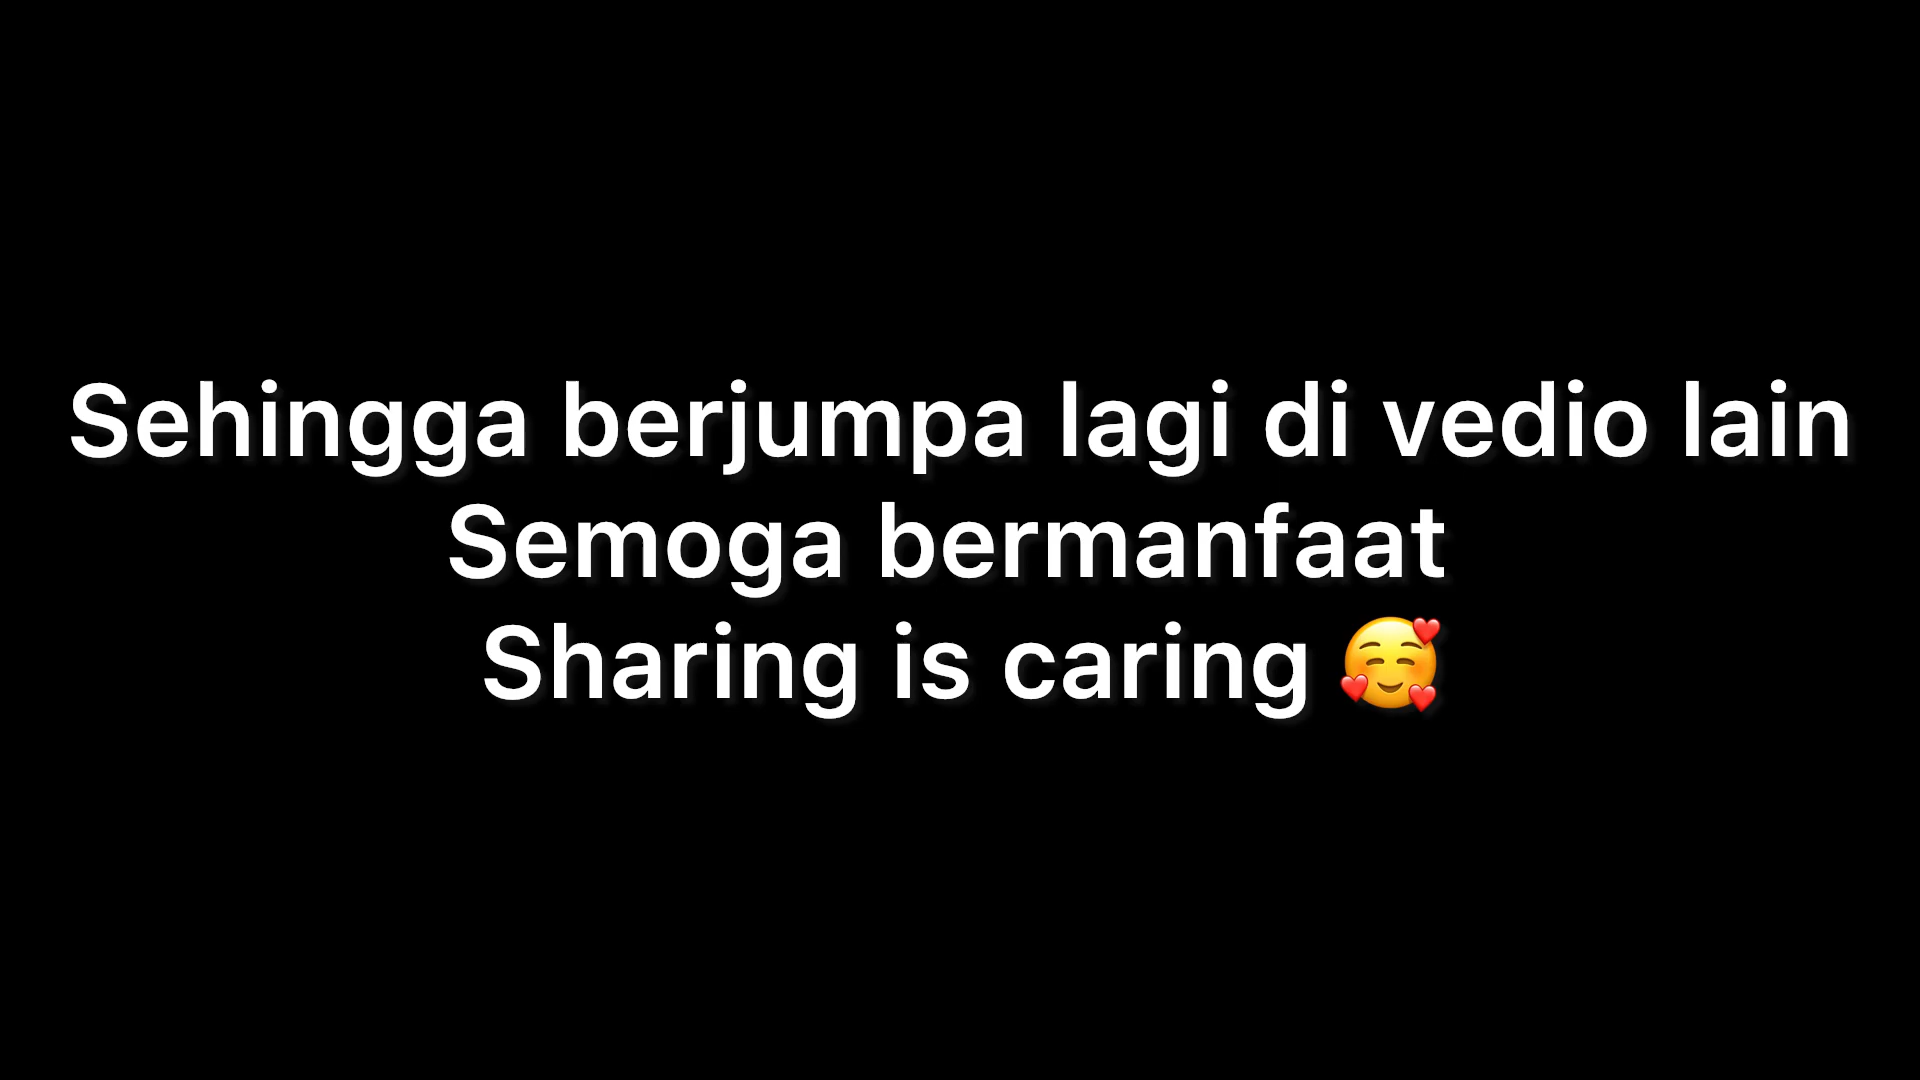 Sehingga berjumpa lagi di vedio lain
Semoga bermanfaat
Sharing is caring 🥰